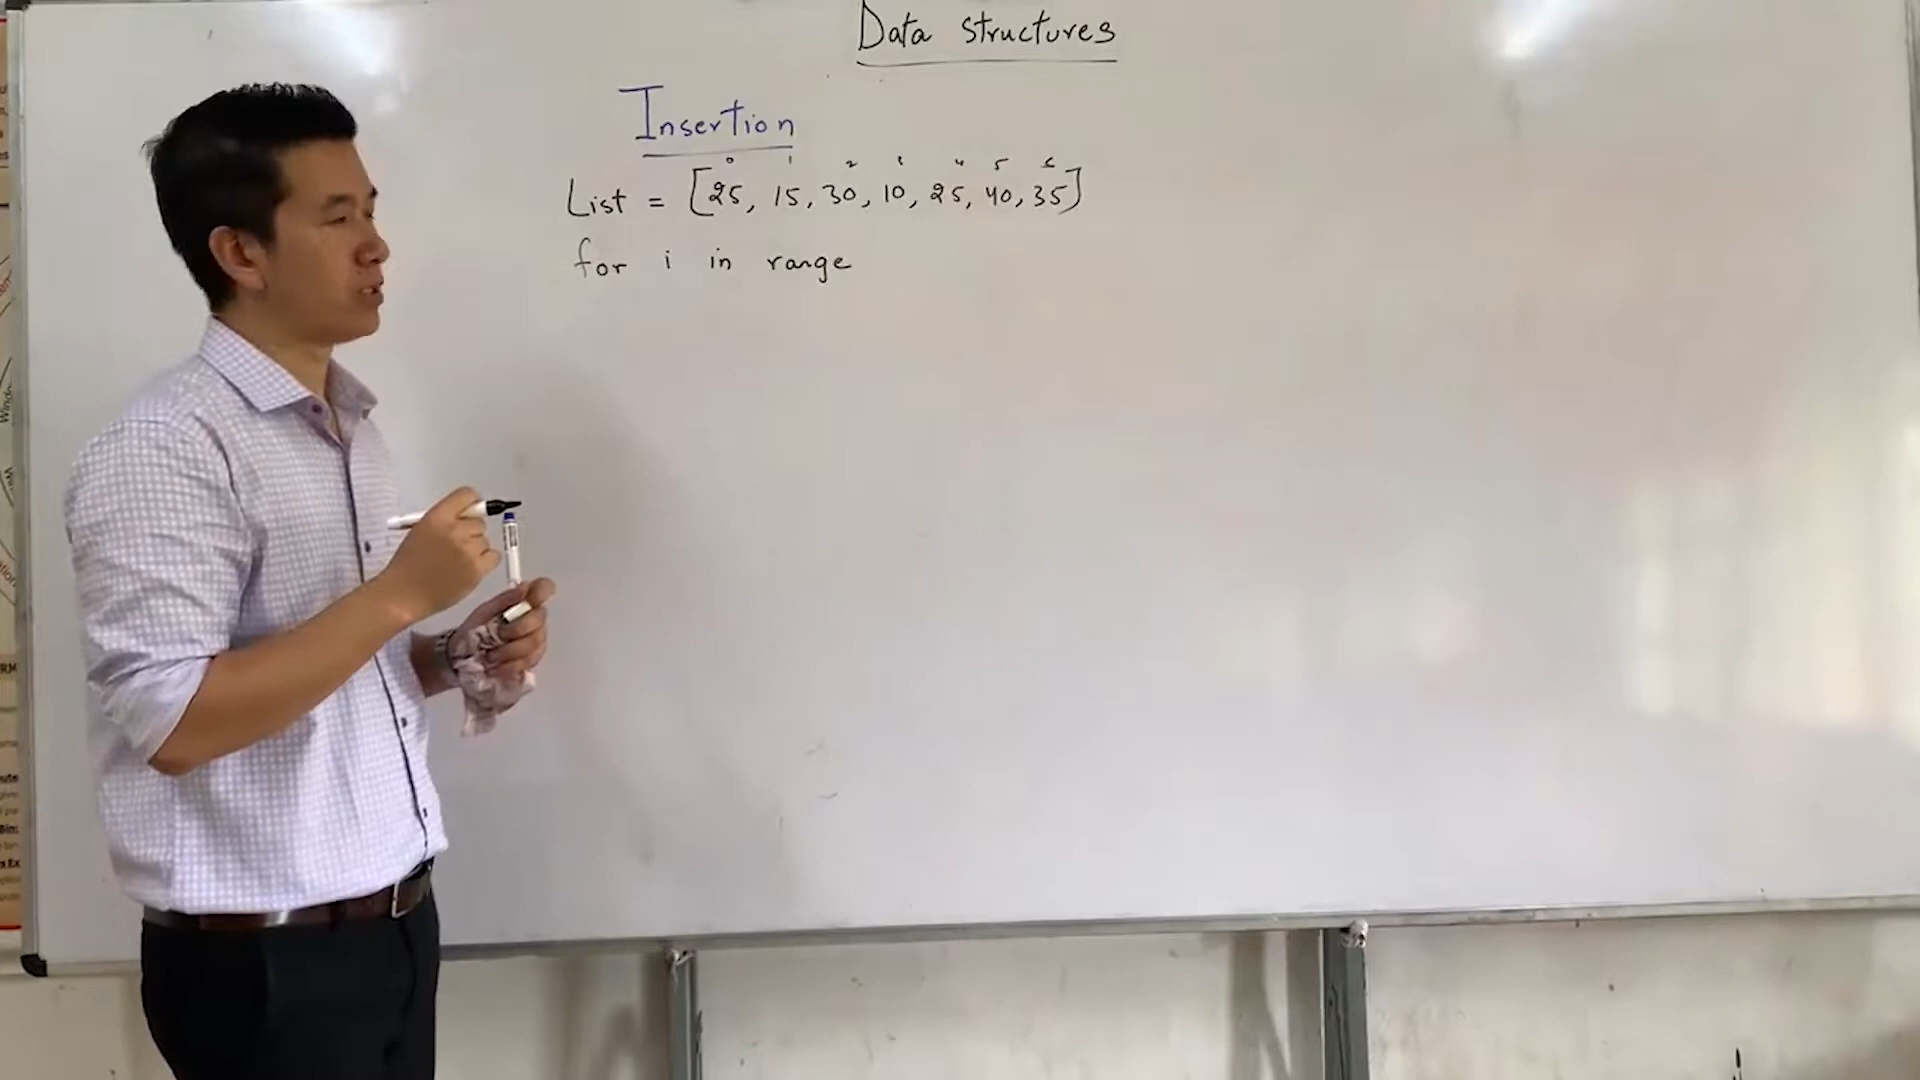 Data structures
Insertion
0 1 2 3 4 5 6
List = [25, 15, 30, 10, 25, 40, 35]
for i in range